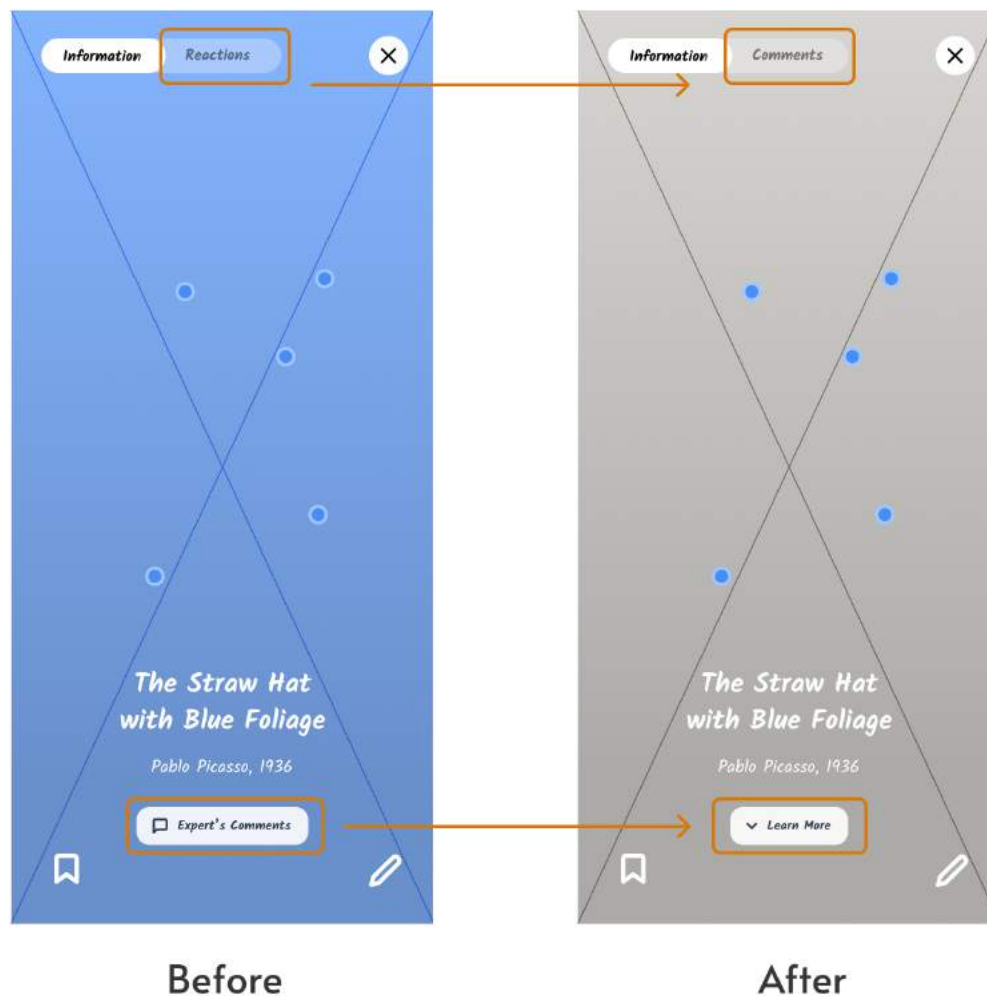 Information Reactions
The Straw Hat
with Blue Foliage
Pablo Picasso, 1936
Expert's Comments
Before
Information Comments
The Straw Hat
with Blue Foliage
Pablo Picasso, 1936
Learn More
After